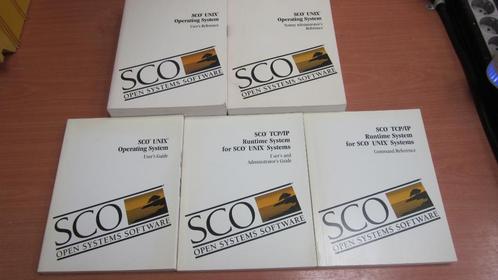 SCO® UNIX®
Operating System
User's Reference
SCO
OPEN SYSTEMS SOFTWARE
SCO® UNIX®
Operating System
System Administrator's
Reference
SCO
OPEN SYSTEMS SOFTWARE
SCO® UNIX®
Operating System
User's Guide
SCO
OPEN SYSTEMS SOFTWARE
SCO® TCP/IP
Runtime System
for SCO® UNIX® Systems
User's and
Administrator's Guide
SCO
OPEN SYSTEMS SOFTWARE
SCO® TCP/IP
Runtime System
for SCO® UNIX® Systems
Command Reference
SCO
OPEN SYSTEMS SOFTWARE